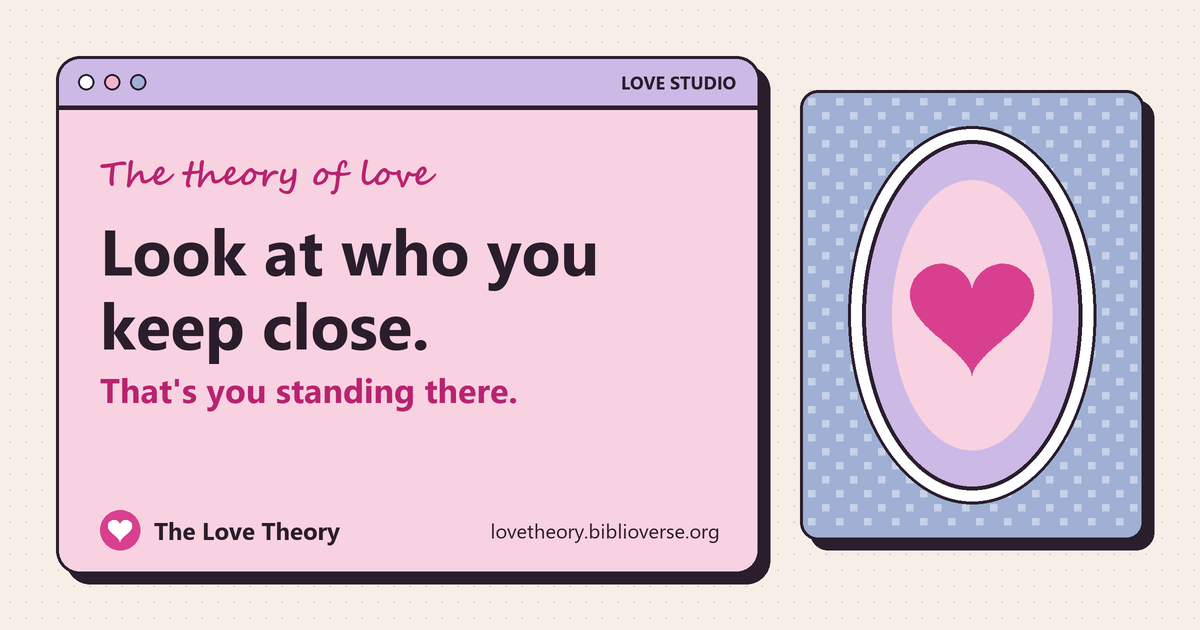 LOVE STUDIO
The theory of love
Look at who you
keep close.
That's you standing there.
The Love Theory
lovetheory.biblioverse.org